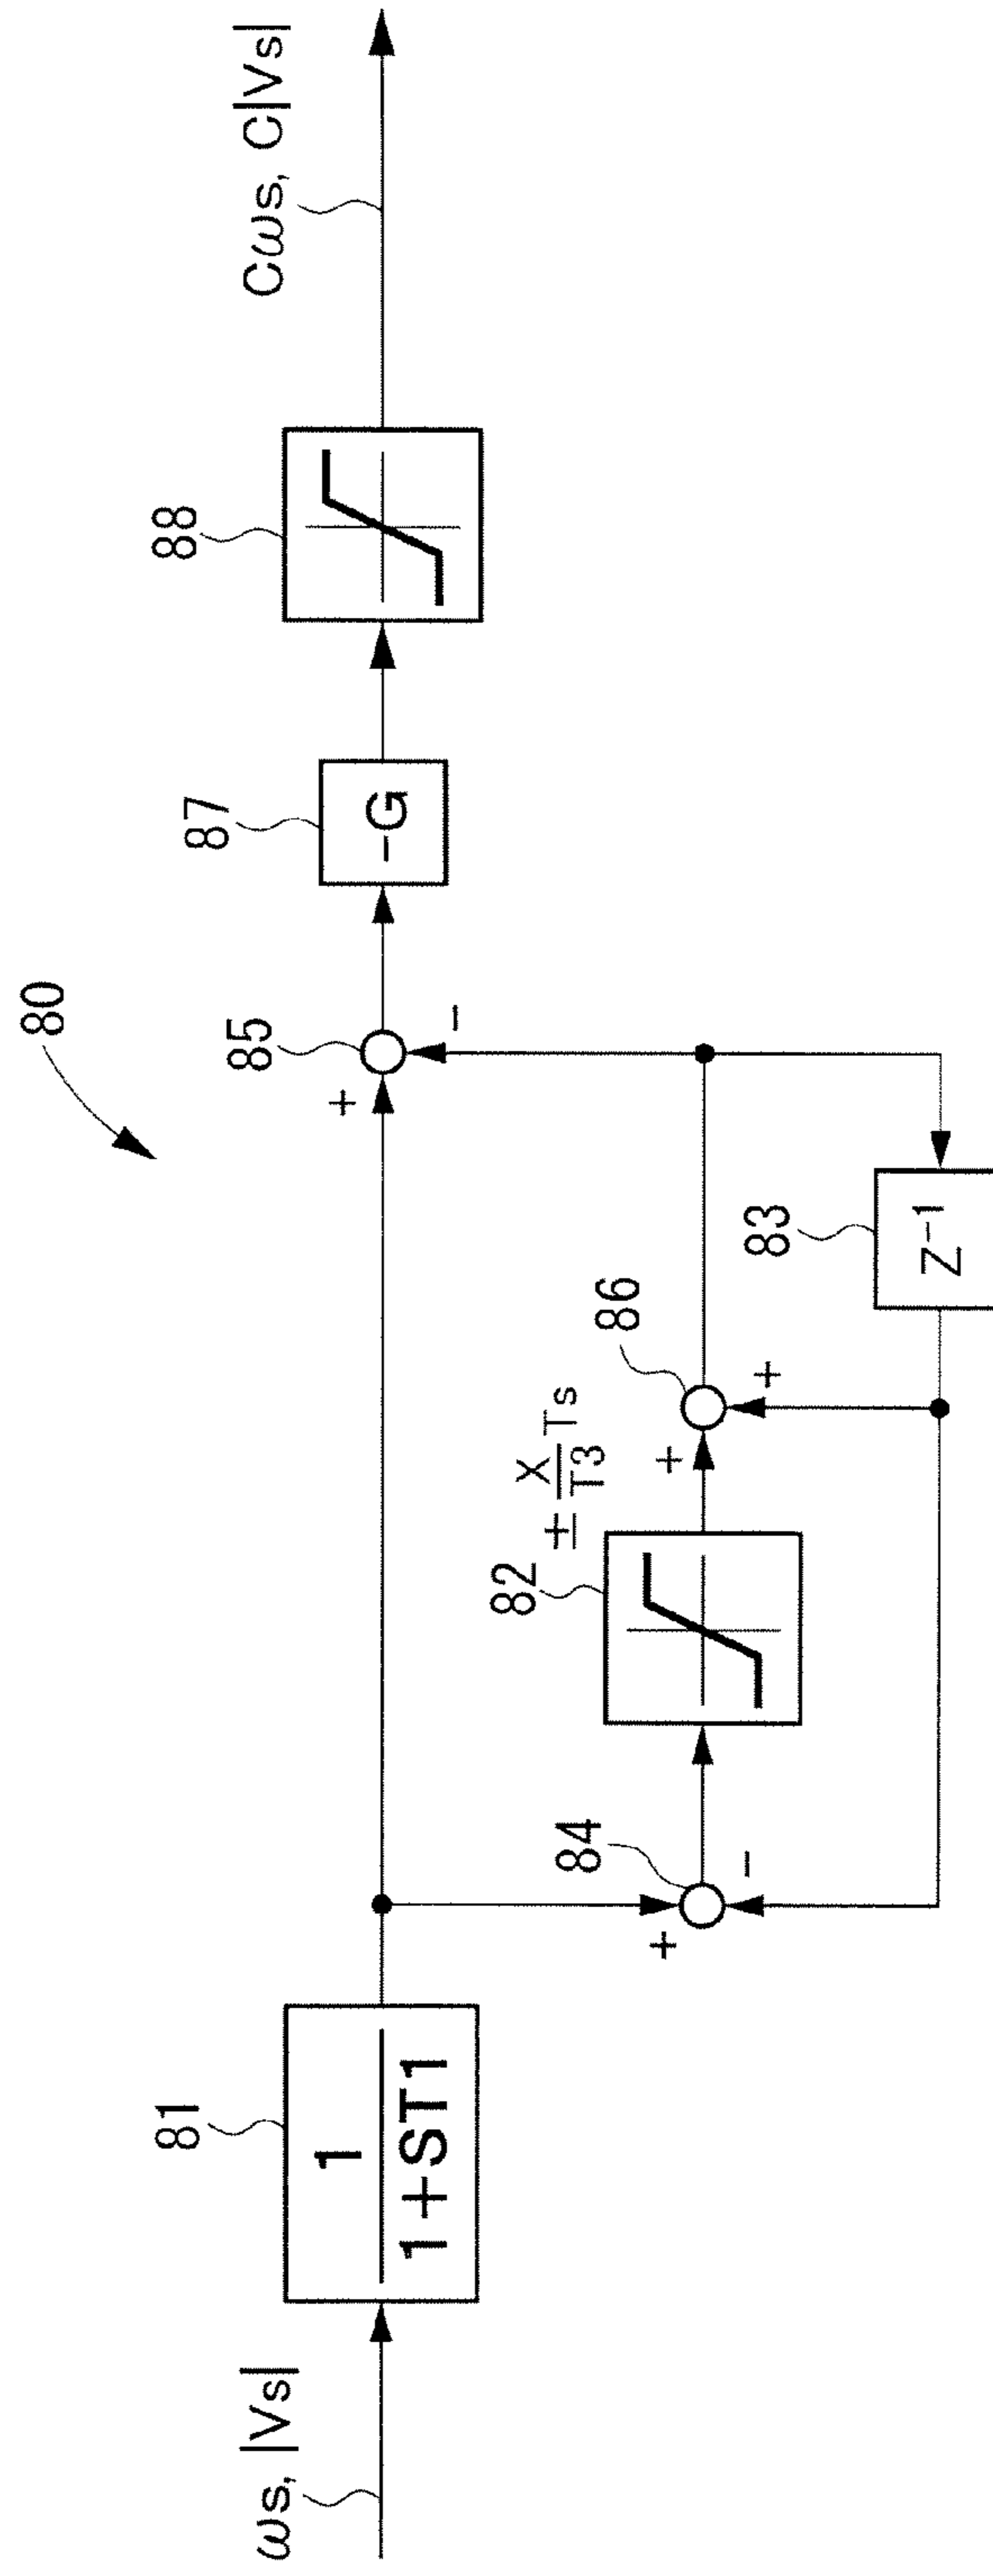 80
ωs, |Vs|
81
1
1+ST1
84
+
−
82
± X/T3 Ts
86
+
+
83
Z⁻¹
85
+
−
87
-G
88
Cωs, C|Vs|